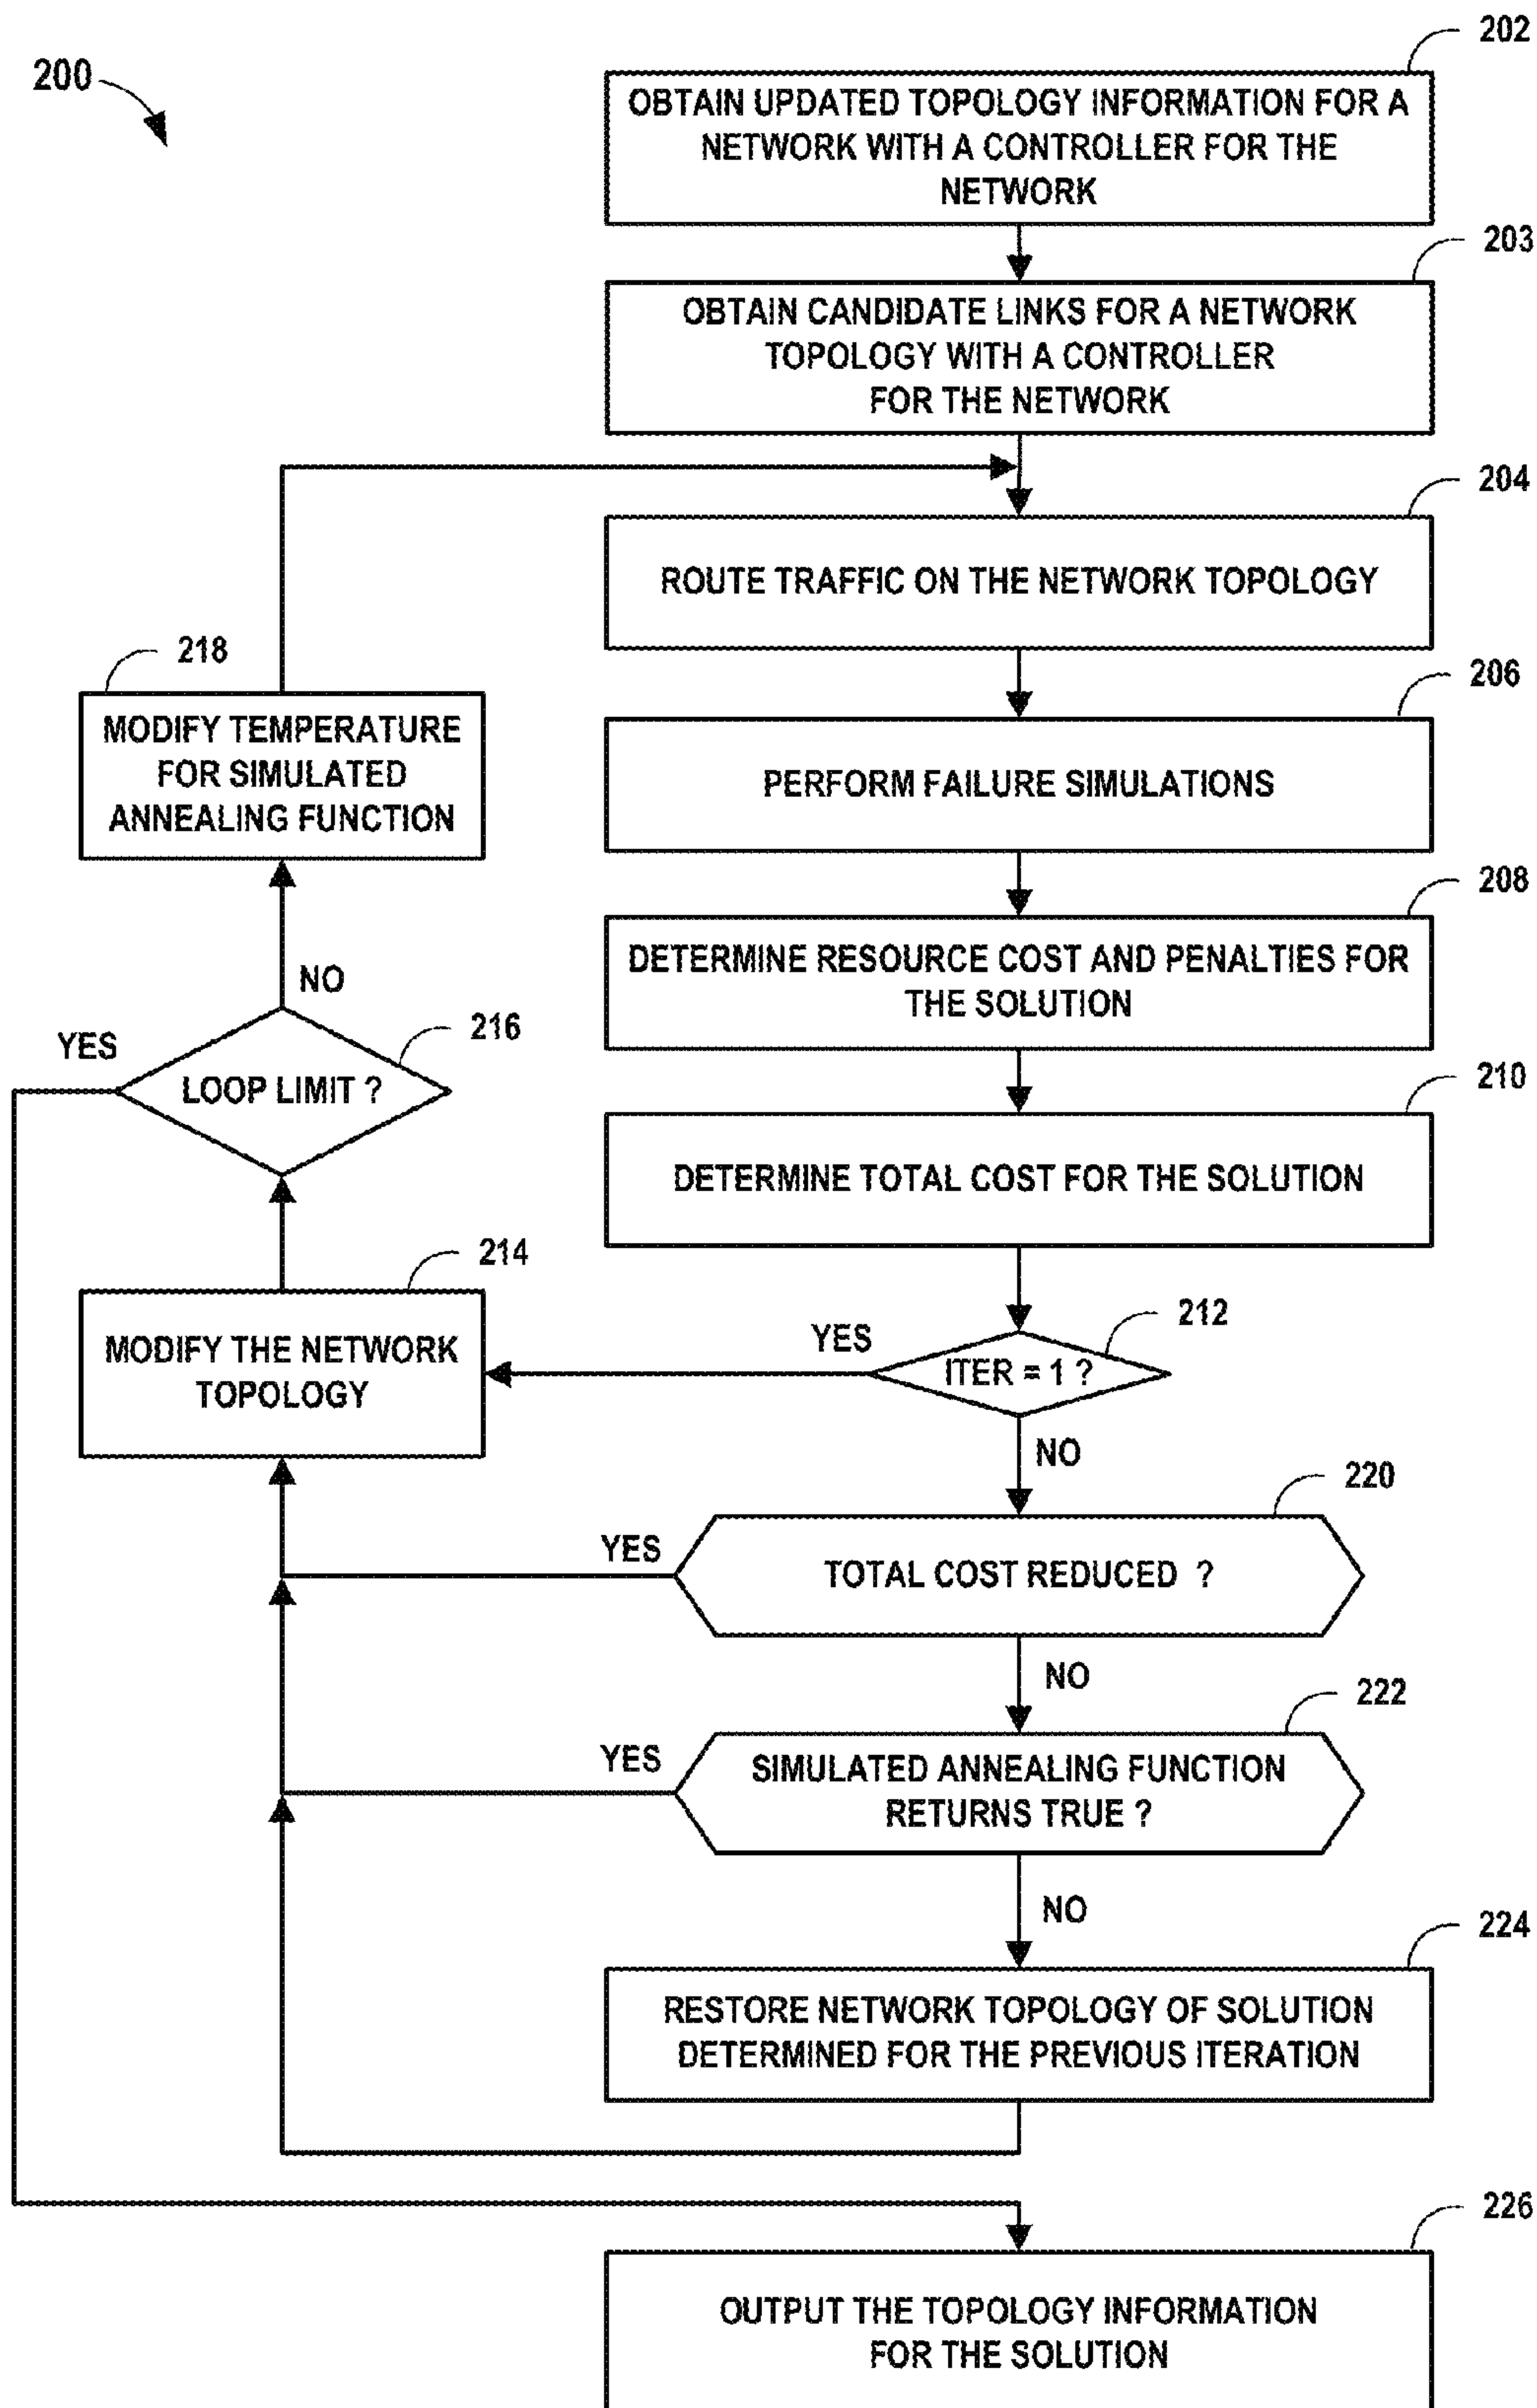 200
202
OBTAIN UPDATED TOPOLOGY INFORMATION FOR A
NETWORK WITH A CONTROLLER FOR THE
NETWORK
203
OBTAIN CANDIDATE LINKS FOR A NETWORK
TOPOLOGY WITH A CONTROLLER
FOR THE NETWORK
204
ROUTE TRAFFIC ON THE NETWORK TOPOLOGY
206
PERFORM FAILURE SIMULATIONS
218
MODIFY TEMPERATURE
FOR SIMULATED
ANNEALING FUNCTION
208
DETERMINE RESOURCE COST AND PENALTIES FOR
THE SOLUTION
NO
YES
216
LOOP LIMIT ?
210
DETERMINE TOTAL COST FOR THE SOLUTION
214
MODIFY THE NETWORK
TOPOLOGY
YES
212
ITER = 1 ?
NO
220
YES
TOTAL COST REDUCED ?
NO
222
YES
SIMULATED ANNEALING FUNCTION
RETURNS TRUE ?
NO
224
RESTORE NETWORK TOPOLOGY OF SOLUTION
DETERMINED FOR THE PREVIOUS ITERATION
226
OUTPUT THE TOPOLOGY INFORMATION
FOR THE SOLUTION